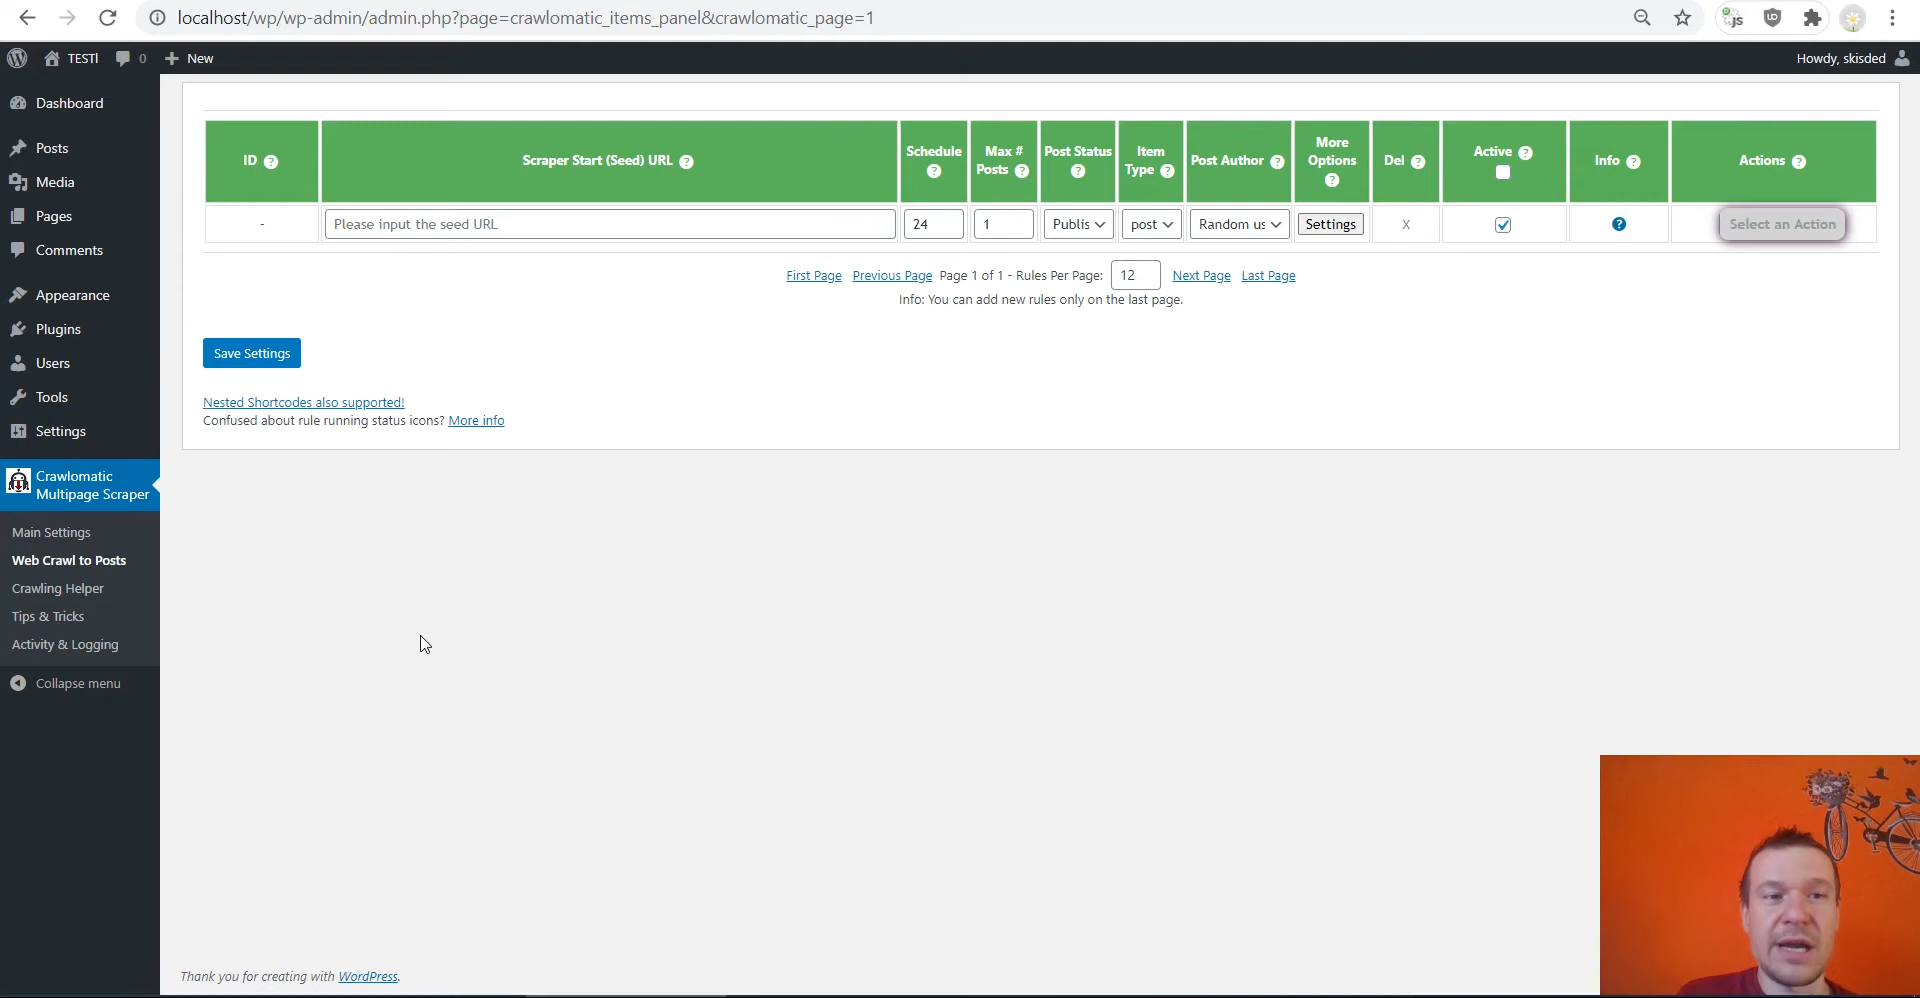 localhost/wp/wp-admin/admin.php?page=crawlomatic_items_panel&crawlomatic_page=1
TESTl 0 New Howdy, skisded
Dashboard
Posts
Media
Pages
Comments
Appearance
Plugins
Users
Tools
Settings
Crawlomatic
Multipage Scraper
Main Settings
Web Crawl to Posts
Crawling Helper
Tips & Tricks
Activity & Logging
Collapse menu
ID ? Scraper Start (Seed) URL ? Schedule ? Max # Posts ? Post Status ? Item Type ? Post Author ? More Options ? Del ? Active ? Info ? Actions ?
- Please input the seed URL 24 1 Publis post Random us Settings X ? Select an Action
First Page Previous Page Page 1 of 1 - Rules Per Page: 12 Next Page Last Page
Info: You can add new rules only on the last page.
Save Settings
Nested Shortcodes also supported!
Confused about rule running status icons? More info
Thank you for creating with WordPress.